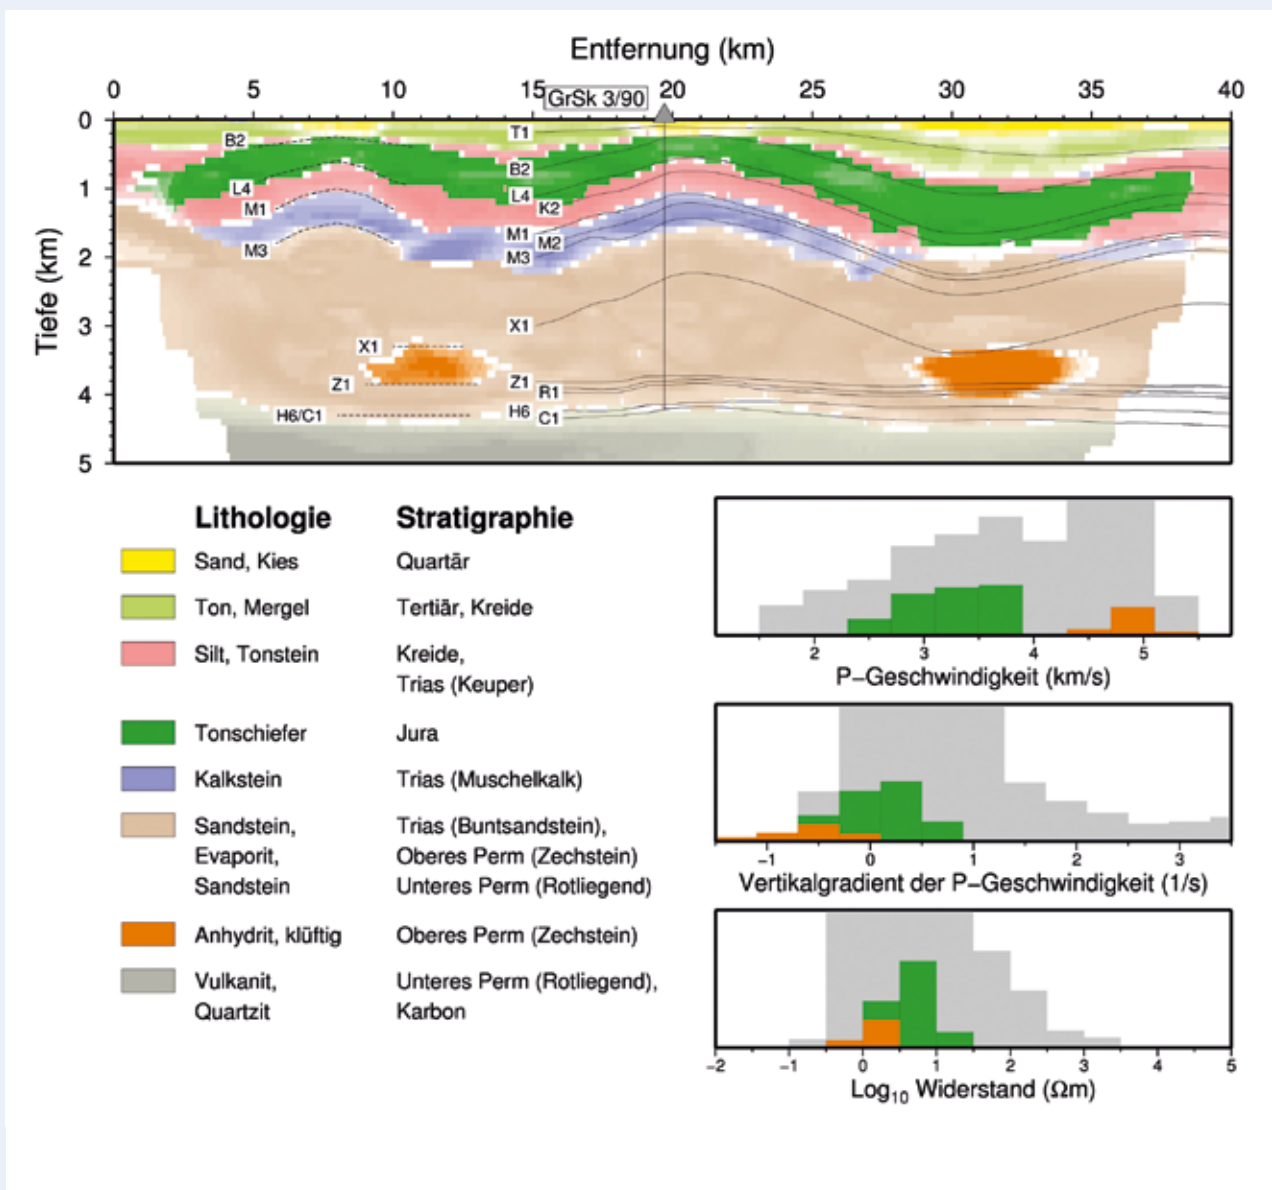 Entfernung (km)
0 5 10 15 20 25 30 35 40
GrSk 3/90
Tiefe (km)
0
1
2
3
4
5
B2
L4
M1
M3
X1
Z1
H6/C1
T1
B2
L4
K2
M1
M2
M3
X1
Z1
R1
H6
C1
Lithologie Stratigraphie
Sand, Kies Quartär
Ton, Mergel Tertiär, Kreide
Silt, Tonstein Kreide,
Trias (Keuper)
Tonschiefer Jura
Kalkstein Trias (Muschelkalk)
Sandstein, Trias (Buntsandstein),
Evaporit, Oberes Perm (Zechstein)
Sandstein Unteres Perm (Rotliegend)
Anhydrit, klüftig Oberes Perm (Zechstein)
Vulkanit, Unteres Perm (Rotliegend),
Quartzit Karbon
2 3 4 5
P–Geschwindigkeit (km/s)
−1 0 1 2 3
Vertikalgradient der P–Geschwindigkeit (1/s)
−2 −1 0 1 2 3 4 5
Log₁₀ Widerstand (Ωm)